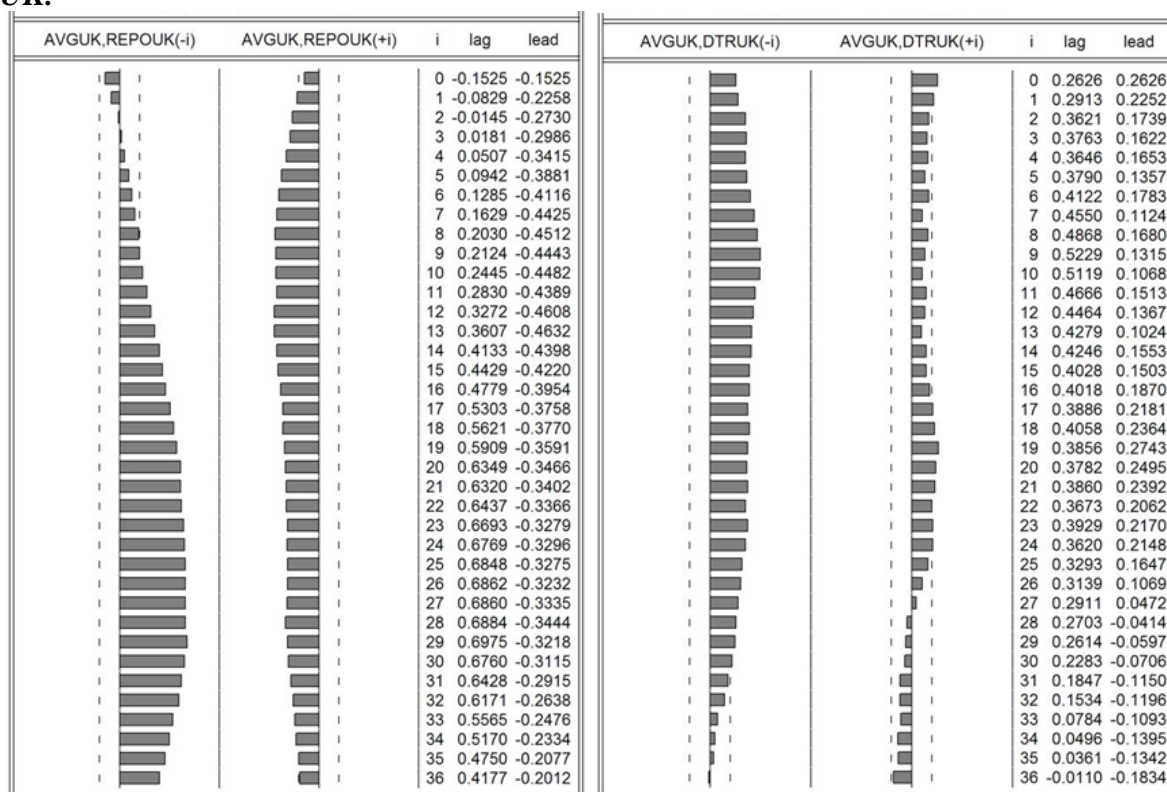 UK.
AVGUK,REPOUK(-i) AVGUK,REPOUK(+i) i lag lead
0 -0.1525 -0.1525
1 -0.0829 -0.2258
2 -0.0145 -0.2730
3 0.0181 -0.2986
4 0.0507 -0.3415
5 0.0942 -0.3881
6 0.1285 -0.4116
7 0.1629 -0.4425
8 0.2030 -0.4512
9 0.2124 -0.4443
10 0.2445 -0.4482
11 0.2830 -0.4389
12 0.3272 -0.4608
13 0.3607 -0.4632
14 0.4133 -0.4398
15 0.4429 -0.4220
16 0.4779 -0.3954
17 0.5303 -0.3758
18 0.5621 -0.3770
19 0.5909 -0.3591
20 0.6349 -0.3466
21 0.6320 -0.3402
22 0.6437 -0.3366
23 0.6693 -0.3279
24 0.6769 -0.3296
25 0.6848 -0.3275
26 0.6862 -0.3232
27 0.6860 -0.3335
28 0.6884 -0.3444
29 0.6975 -0.3218
30 0.6760 -0.3115
31 0.6428 -0.2915
32 0.6171 -0.2638
33 0.5565 -0.2476
34 0.5170 -0.2334
35 0.4750 -0.2077
36 0.4177 -0.2012
AVGUK,DTRUK(-i) AVGUK,DTRUK(+i) i lag lead
0 0.2626 0.2626
1 0.2913 0.2252
2 0.3621 0.1739
3 0.3763 0.1622
4 0.3646 0.1653
5 0.3790 0.1357
6 0.4122 0.1783
7 0.4550 0.1124
8 0.4868 0.1680
9 0.5229 0.1315
10 0.5119 0.1068
11 0.4666 0.1513
12 0.4464 0.1367
13 0.4279 0.1024
14 0.4246 0.1553
15 0.4028 0.1503
16 0.4018 0.1870
17 0.3886 0.2181
18 0.4058 0.2364
19 0.3856 0.2743
20 0.3782 0.2495
21 0.3860 0.2392
22 0.3673 0.2062
23 0.3929 0.2170
24 0.3620 0.2148
25 0.3293 0.1647
26 0.3139 0.1069
27 0.2911 0.0472
28 0.2703 -0.0414
29 0.2614 -0.0597
30 0.2283 -0.0706
31 0.1847 -0.1150
32 0.1534 -0.1196
33 0.0784 -0.1093
34 0.0496 -0.1395
35 0.0361 -0.1342
36 -0.0110 -0.1834